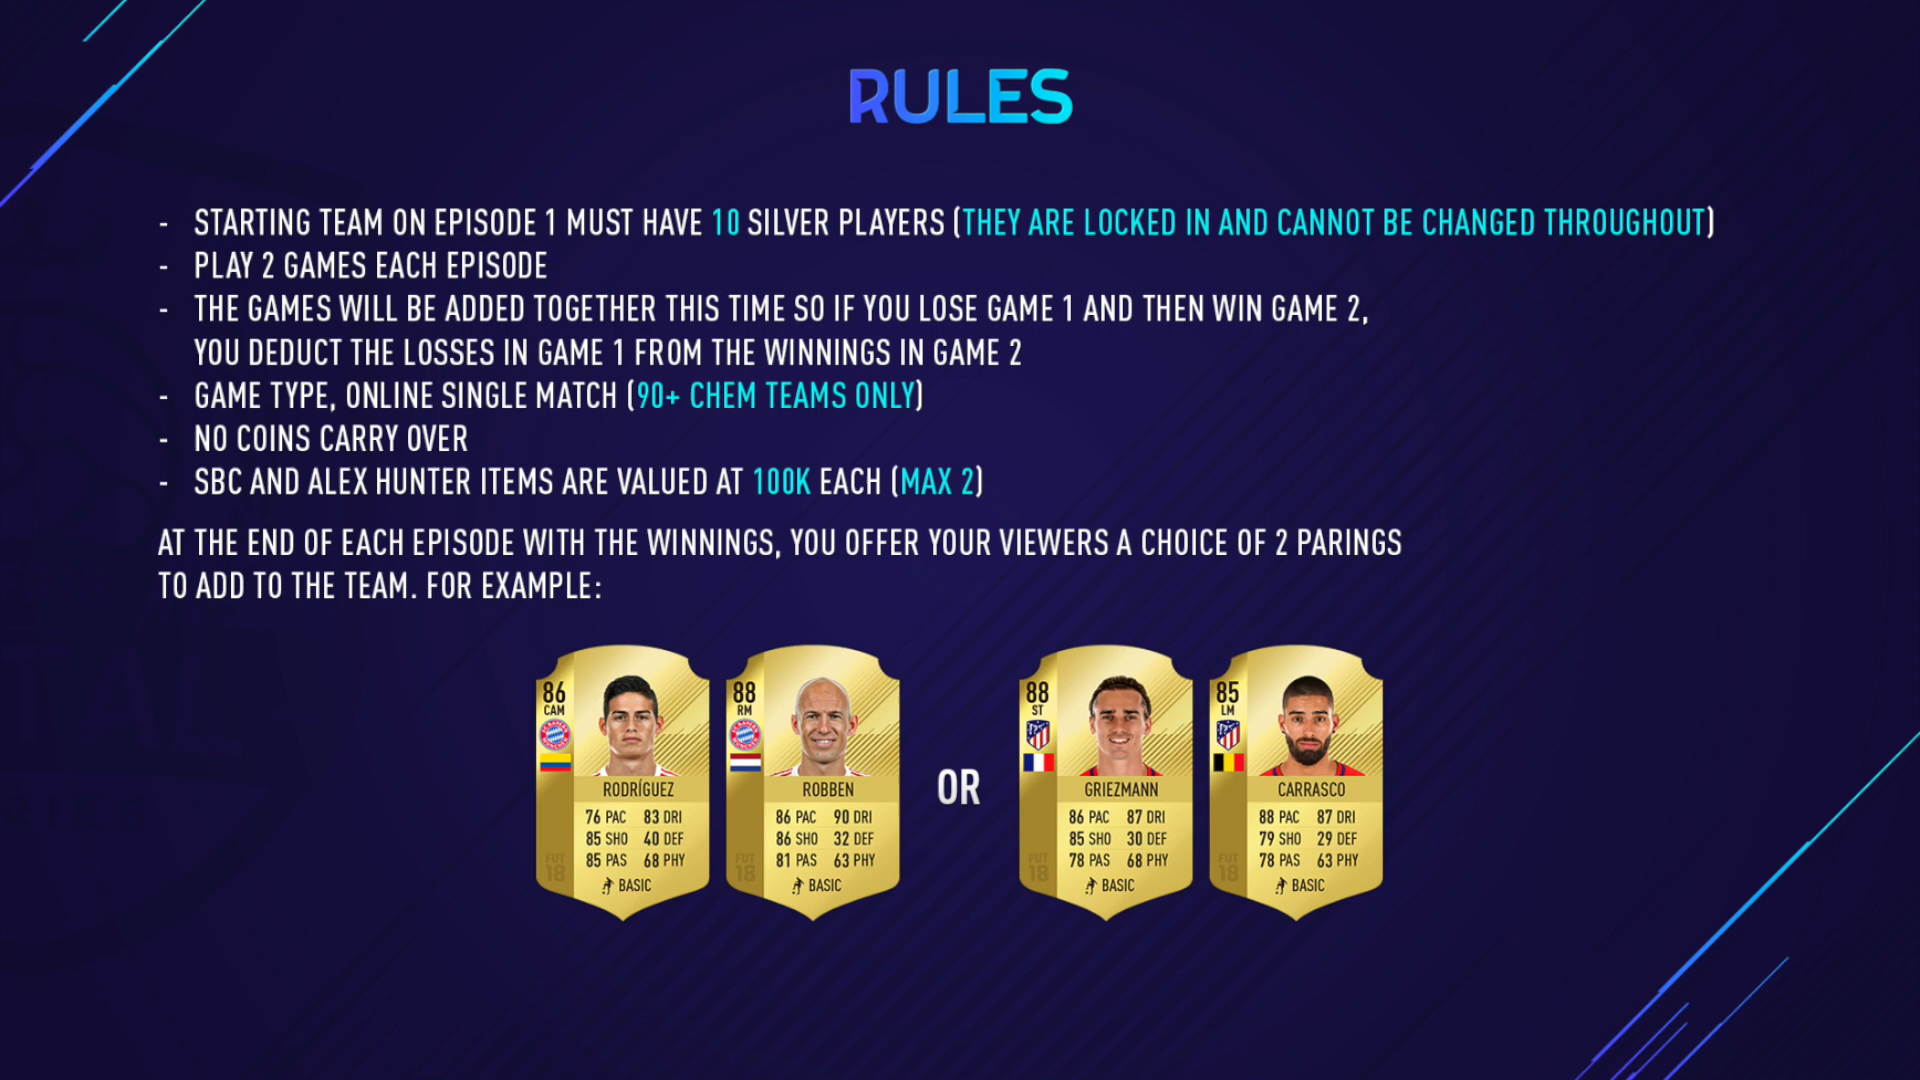 RULES
- STARTING TEAM ON EPISODE 1 MUST HAVE 10 SILVER PLAYERS (THEY ARE LOCKED IN AND CANNOT BE CHANGED THROUGHOUT)
- PLAY 2 GAMES EACH EPISODE
- THE GAMES WILL BE ADDED TOGETHER THIS TIME SO IF YOU LOSE GAME 1 AND THEN WIN GAME 2,
YOU DEDUCT THE LOSSES IN GAME 1 FROM THE WINNINGS IN GAME 2
- GAME TYPE, ONLINE SINGLE MATCH (90+ CHEM TEAMS ONLY)
- NO COINS CARRY OVER
- SBC AND ALEX HUNTER ITEMS ARE VALUED AT 100K EACH (MAX 2)
AT THE END OF EACH EPISODE WITH THE WINNINGS, YOU OFFER YOUR VIEWERS A CHOICE OF 2 PARINGS
TO ADD TO THE TEAM. FOR EXAMPLE:
86
CAM
RODRÍGUEZ
76 PAC 83 DRI
85 SHO 40 DEF
85 PAS 68 PHY
FUT
18
BASIC
88
RM
ROBBEN
86 PAC 90 DRI
86 SHO 32 DEF
81 PAS 63 PHY
FUT
18
BASIC
OR
88
ST
GRIEZMANN
86 PAC 87 DRI
85 SHO 30 DEF
78 PAS 68 PHY
FUT
18
BASIC
85
LM
CARRASCO
88 PAC 87 DRI
79 SHO 29 DEF
78 PAS 63 PHY
FUT
18
BASIC